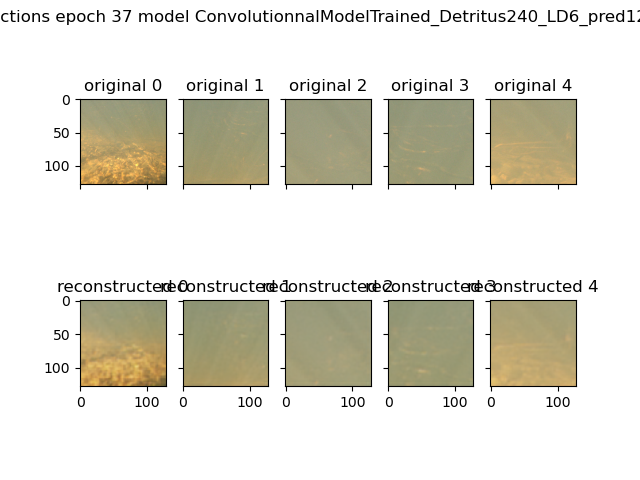 ctions epoch 37 model ConvolutionnalModelTrained_Detritus240_LD6_pred12
original 0 original 1 original 2 original 3 original 4
0
50
100
reconstructed 0 reconstructed 1 reconstructed 2 reconstructed 3 reconstructed 4
0
50
100
0 100 0 100 0 100 0 100 0 100